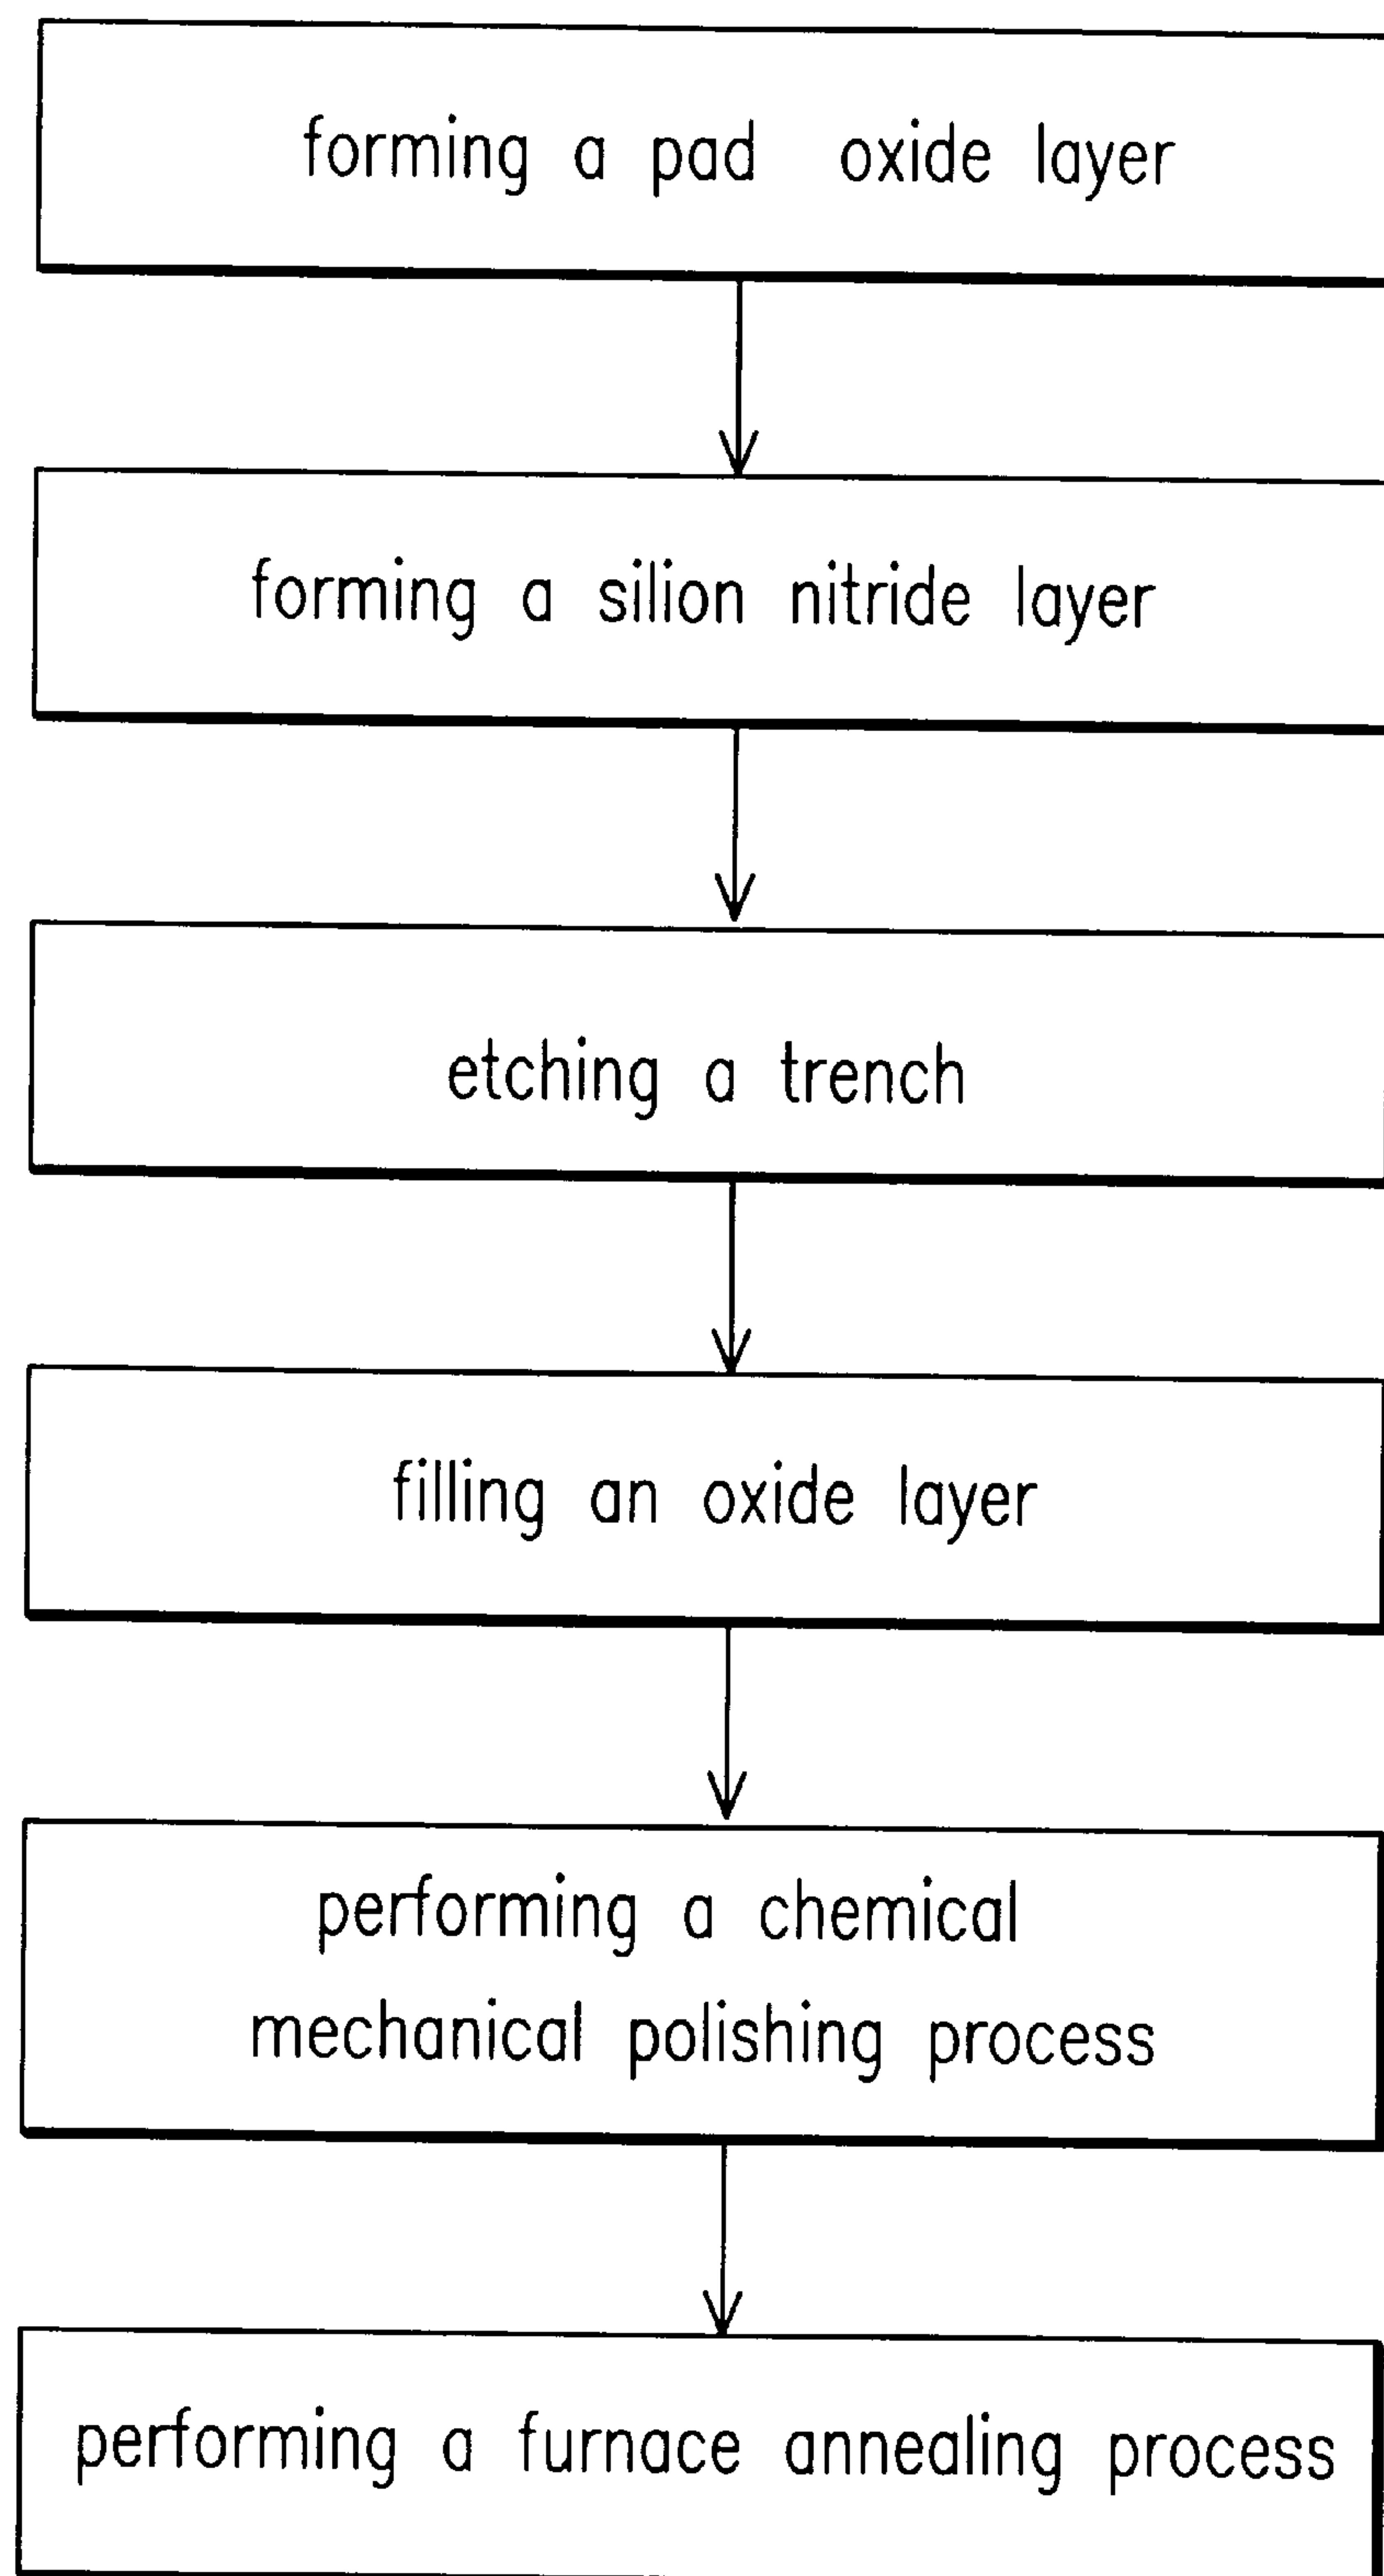 forming a pad oxide layer
forming a silion nitride layer
etching a trench
filling an oxide layer
performing a chemical
mechanical polishing process
performing a furnace annealing process